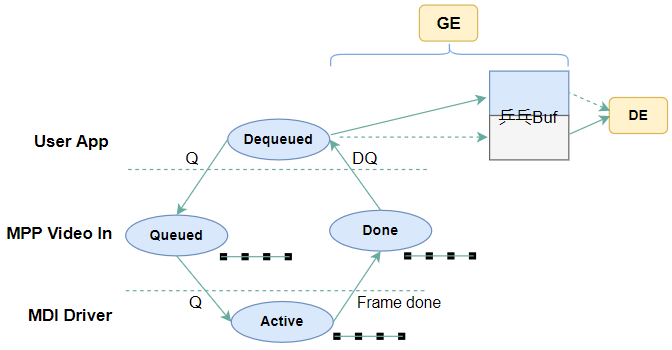 GE
乒乓Buf
DE
User App
Dequeued
Q
DQ
MPP Video In
Queued
Done
Q
Frame done
MDI Driver
Active